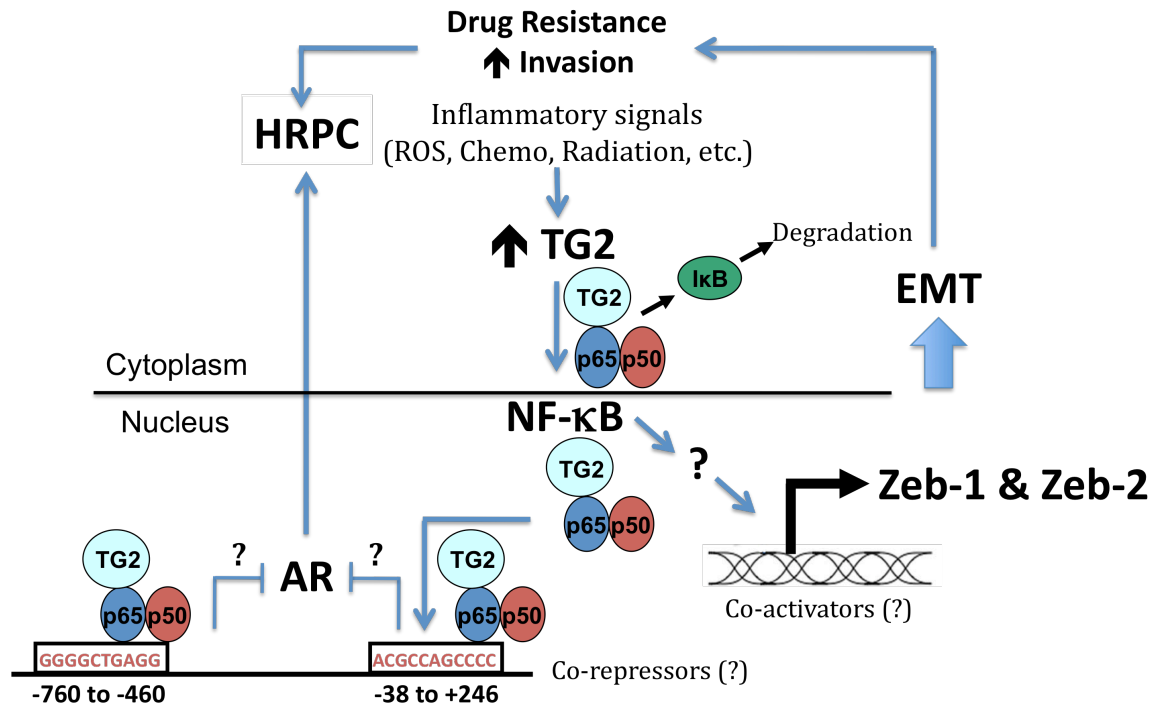 Drug Resistance
Invasion
HRPC
Inflammatory signals
(ROS, Chemo, Radiation, etc.)
TG2
Degradation
IκB
TG2
p65 p50
EMT
Cytoplasm
Nucleus
NF-κB
?
TG2
p65 p50
Zeb-1 & Zeb-2
Co-activators (?)
TG2
p65 p50
?
AR
?
TG2
p65 p50
GGGGCTGAGG
ACGCCAGCCCC
Co-repressors (?)
-760 to -460
-38 to +246